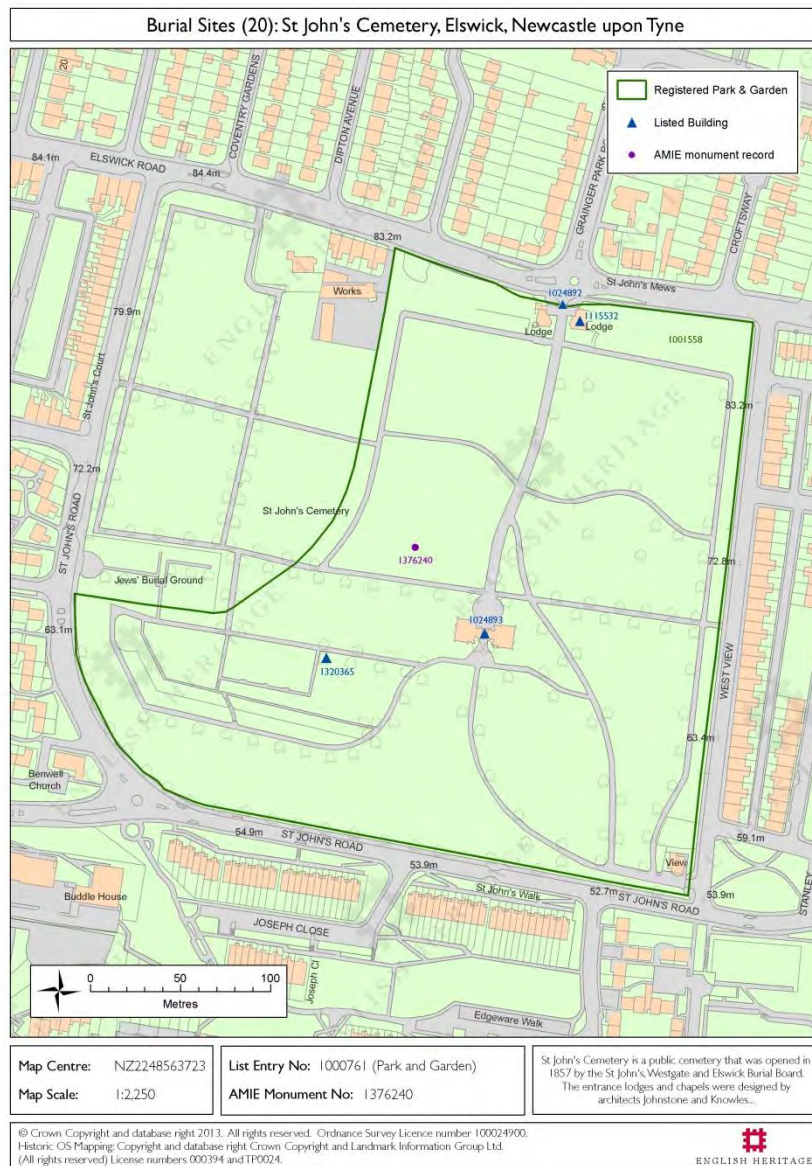 Burial Sites (20): St John's Cemetery, Elswick, Newcastle upon Tyne
Registered Park & Garden
Listed Building
AMIE monument record
20
COVENTRY GARDENS
DIPTON AVENUE
GRAINGER PARK RO
CROFTSWAY
84.1m
ELSWICK ROAD
84.4m
83.2m
St John's Mews
Works
1024892
1115532
Lodge
Lodge
1001558
79.9m
St John's Court
83.2m
72.2m
ST JOHN'S ROAD
St John's Cemetery
1376240
72.8m
Jews' Burial Ground
63.1m
1024893
1320365
WEST VIEW
63.4m
Benwell
Church
54.9m
ST JOHN'S ROAD
53.9m
59.1m
View
St John's Walk
52.7m
ST JOHN'S ROAD
53.9m
STANLEY
Buddle House
JOSEPH CLOSE
Joseph Cl
Edgeware Walk
0 50 100
Metres
ENGLISH HERITAGE
Map Centre: NZ2248563723
Map Scale: 1:2,250
List Entry No: 1000761 (Park and Garden)
AMIE Monument No: 1376240
St John's Cemetery is a public cemetery that was opened in
1857 by the St John's, Westgate and Elswick Burial Board.
The entrance lodges and chapels were designed by
architects Johnstone and Knowles...
© Crown Copyright and database right 2013. All rights reserved. Ordnance Survey Licence number 100024900.
Historic OS Mapping: Copyright and database right Crown Copyright and Landmark Information Group Ltd.
(All rights reserved) License numbers 000394 and TP0024.
ENGLISH HERITAGE